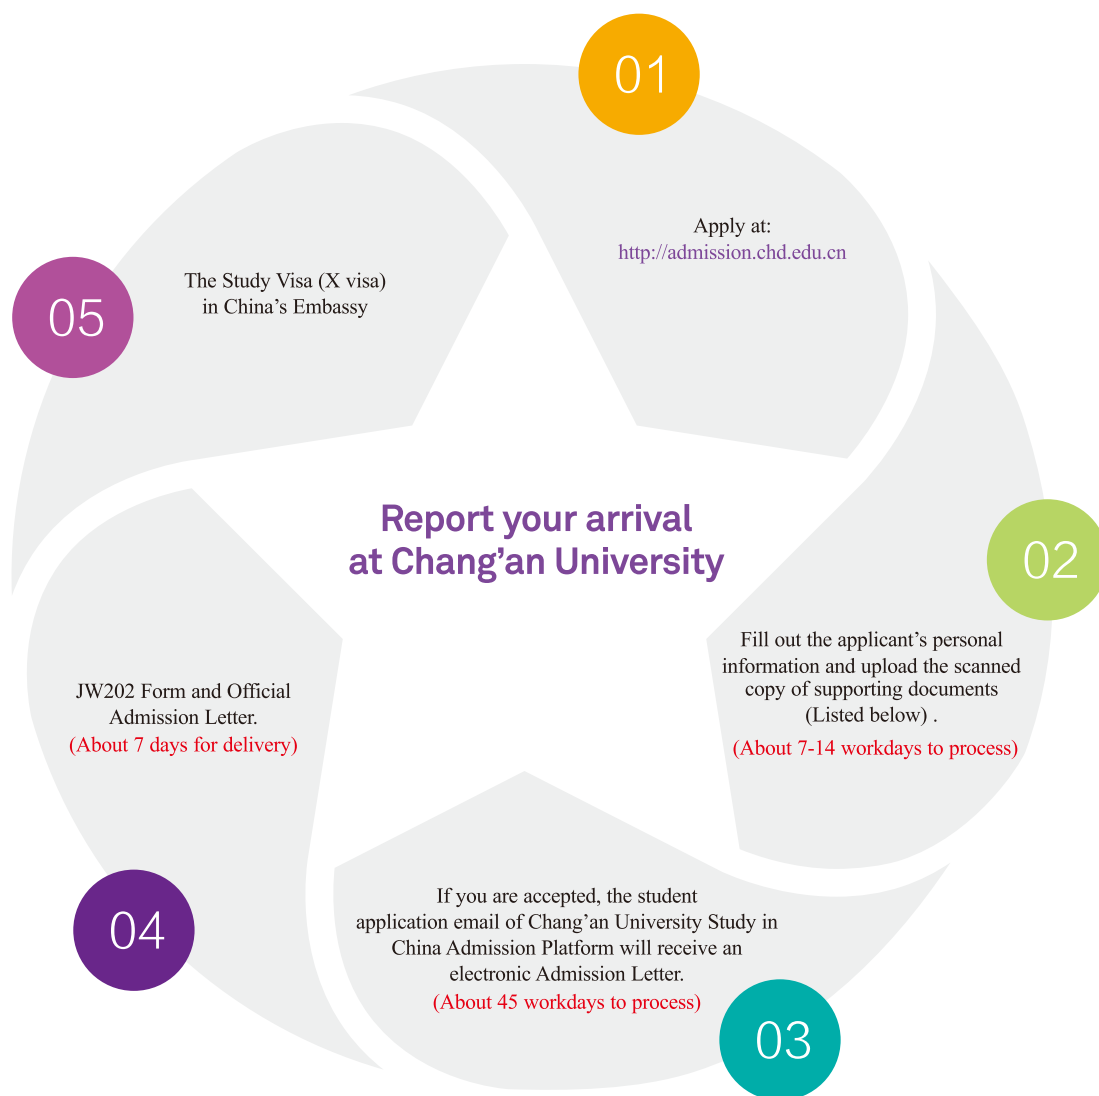 01
Apply at:
http://admission.chd.edu.cn
02
Fill out the applicant's personal
information and upload the scanned
copy of supporting documents
(Listed below) .
(About 7-14 workdays to process)
03
If you are accepted, the student
application email of Chang'an University Study in
China Admission Platform will receive an
electronic Admission Letter.
(About 45 workdays to process)
04
JW202 Form and Official
Admission Letter.
(About 7 days for delivery)
05
The Study Visa (X visa)
in China's Embassy
Report your arrival
at Chang'an University